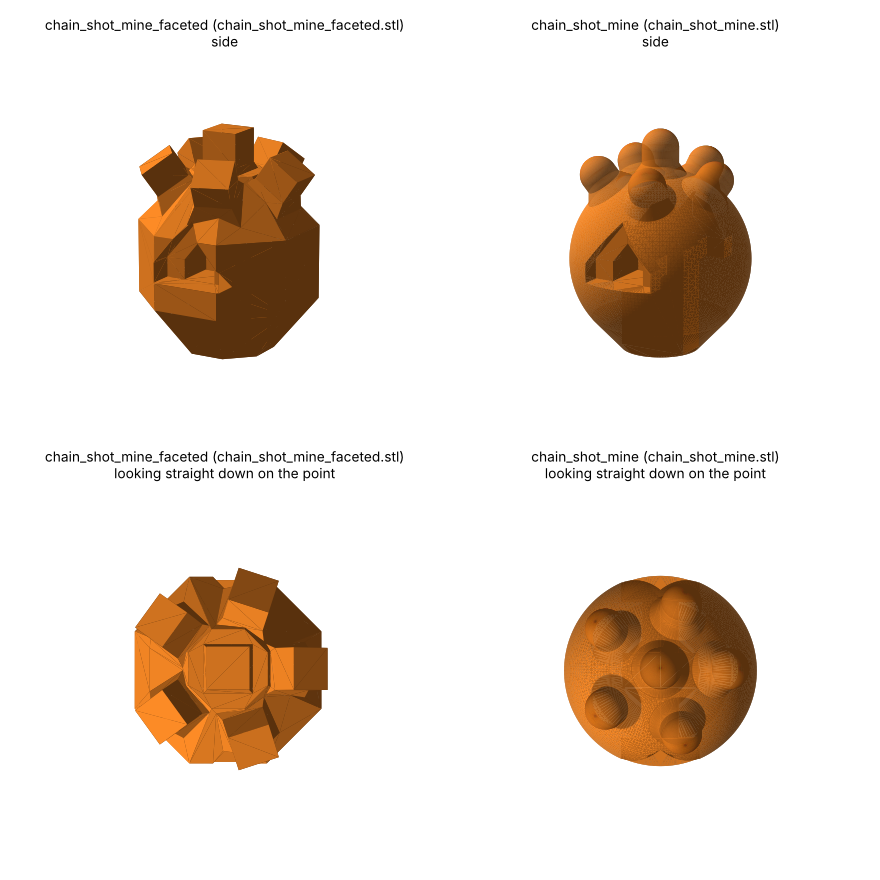 chain_shot_mine_faceted (chain_shot_mine_faceted.stl)
side
chain_shot_mine (chain_shot_mine.stl)
side
chain_shot_mine_faceted (chain_shot_mine_faceted.stl)
looking straight down on the point
chain_shot_mine (chain_shot_mine.stl)
looking straight down on the point